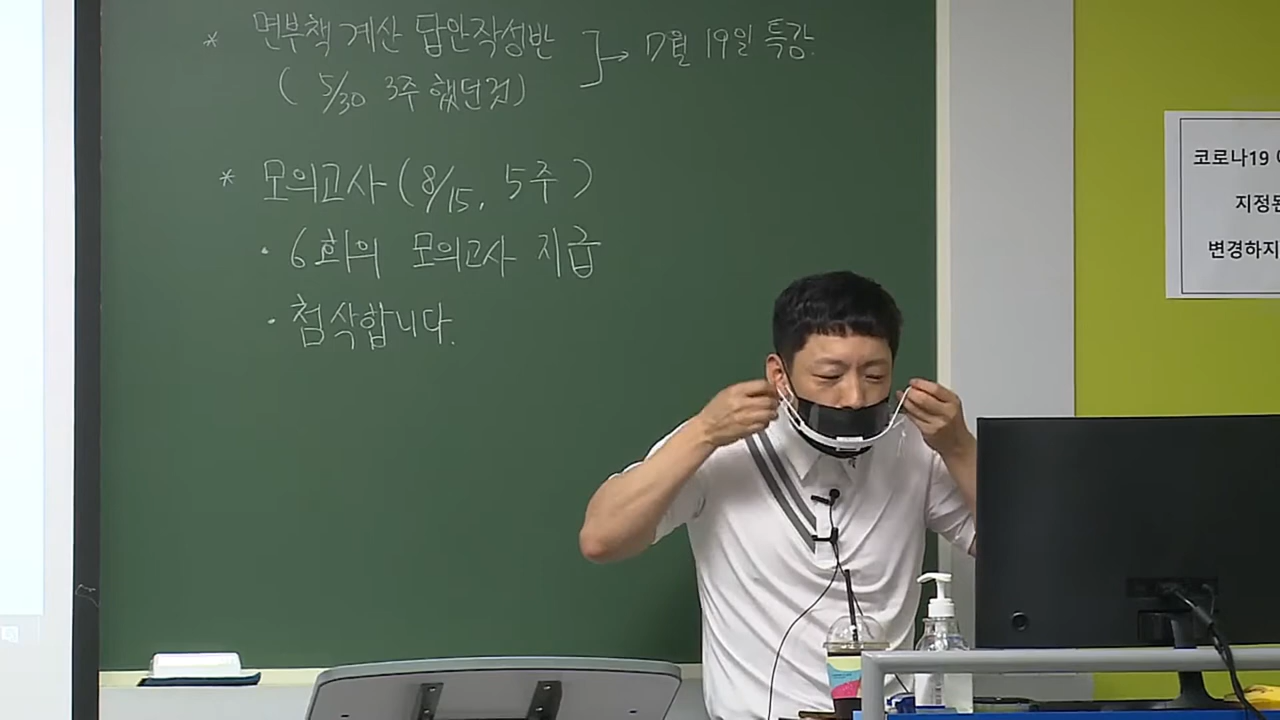 * 면부책 계산 답안작성반
( 5/30 3주 했던것)
] → 7월 19일 특강
* 모의고사 (8/15, 5주)
· 6회의 모의고사 지급
· 첨삭합니다.
코로나19
지정된
변경하지